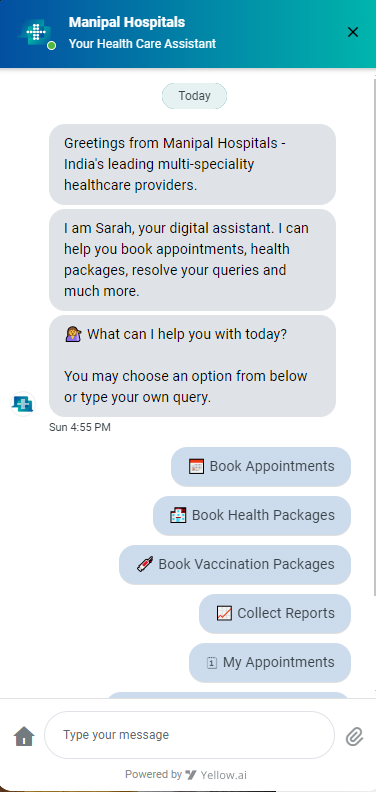 Manipal Hospitals
Your Health Care Assistant
Today
Greetings from Manipal Hospitals -
India's leading multi-speciality
healthcare providers.
I am Sarah, your digital assistant. I can
help you book appointments, health
packages, resolve your queries and
much more.
What can I help you with today?
You may choose an option from below
or type your own query.
Sun 4:55 PM
Book Appointments
Book Health Packages
Book Vaccination Packages
Collect Reports
My Appointments
Type your message
Powered by Yellow.ai